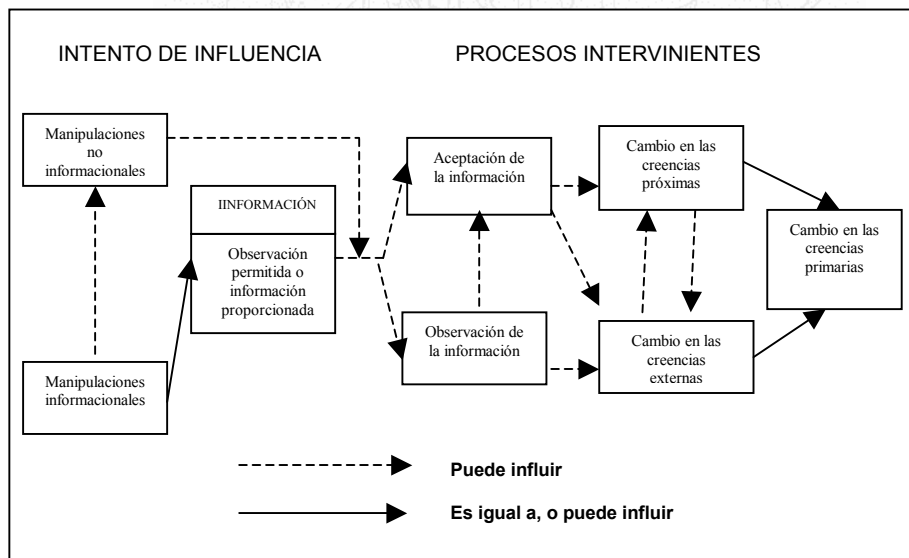 INTENTO DE INFLUENCIA
PROCESOS INTERVINIENTES
Manipulaciones
no
informacionales
IINFORMACIÓN
Observación
permitida o
información
proporcionada
Manipulaciones
informacionales
Aceptación de
la información
Observación de
la información
Cambio en las
creencias
próximas
Cambio en las
creencias
externas
Cambio en las
creencias
primarias
Puede influir
Es igual a, o puede influir